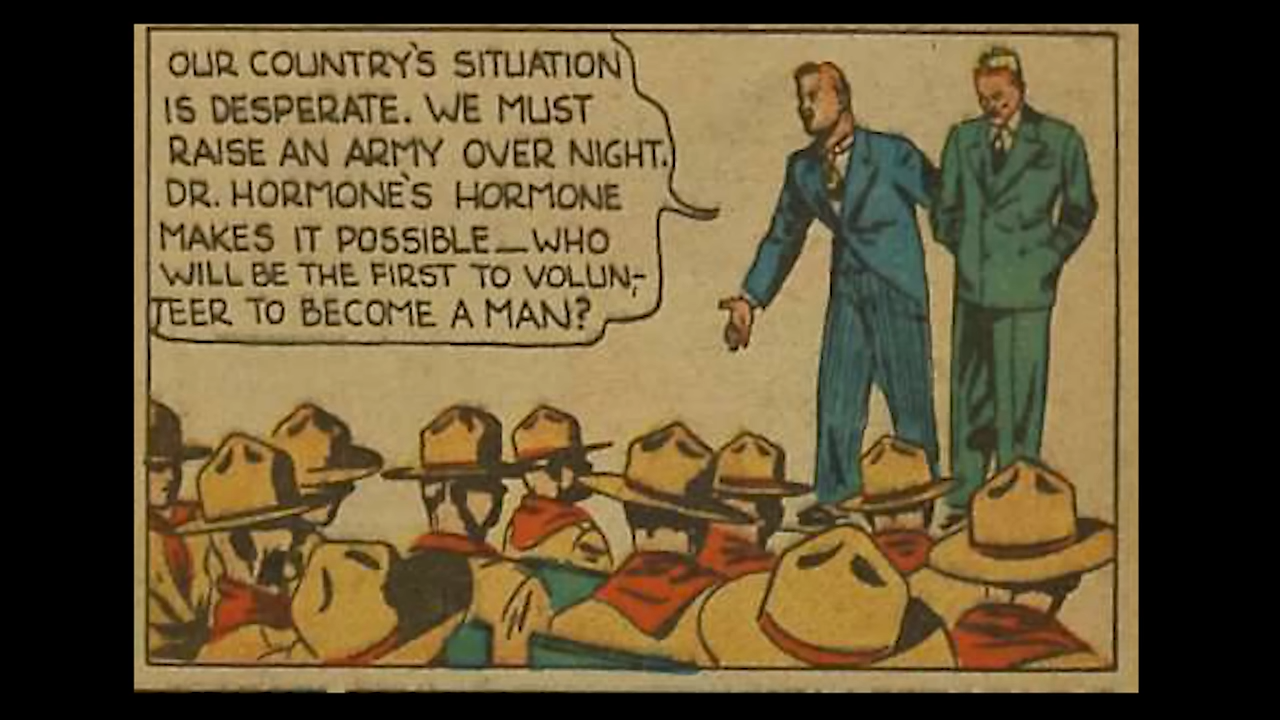 OUR COUNTRY'S SITUATION
IS DESPERATE. WE MUST
RAISE AN ARMY OVER NIGHT.
DR. HORMONE'S HORMONE
MAKES IT POSSIBLE—WHO
WILL BE THE FIRST TO VOLUN-
TEER TO BECOME A MAN?